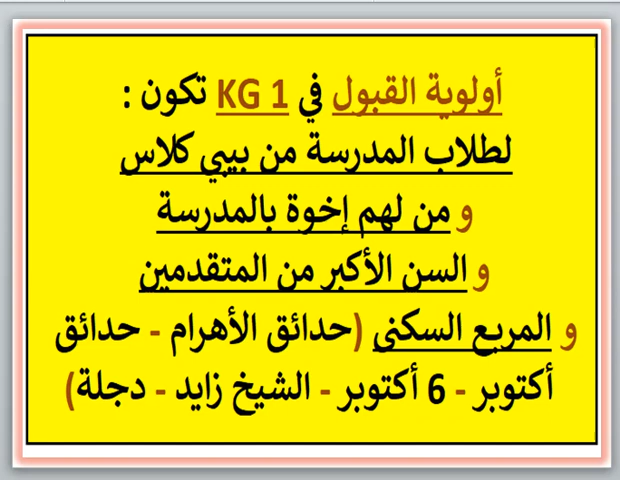 أولوية القبول في KG 1 تكون :
لطلاب المدرسة من بيبي كلاس
و من لهم إخوة بالمدرسة
و السن الأكبر من المتقدمين
و المربع السكنى (حدائق الأهرام - حدائق
أكتوبر - 6 أكتوبر - الشيخ زايد - دجلة)